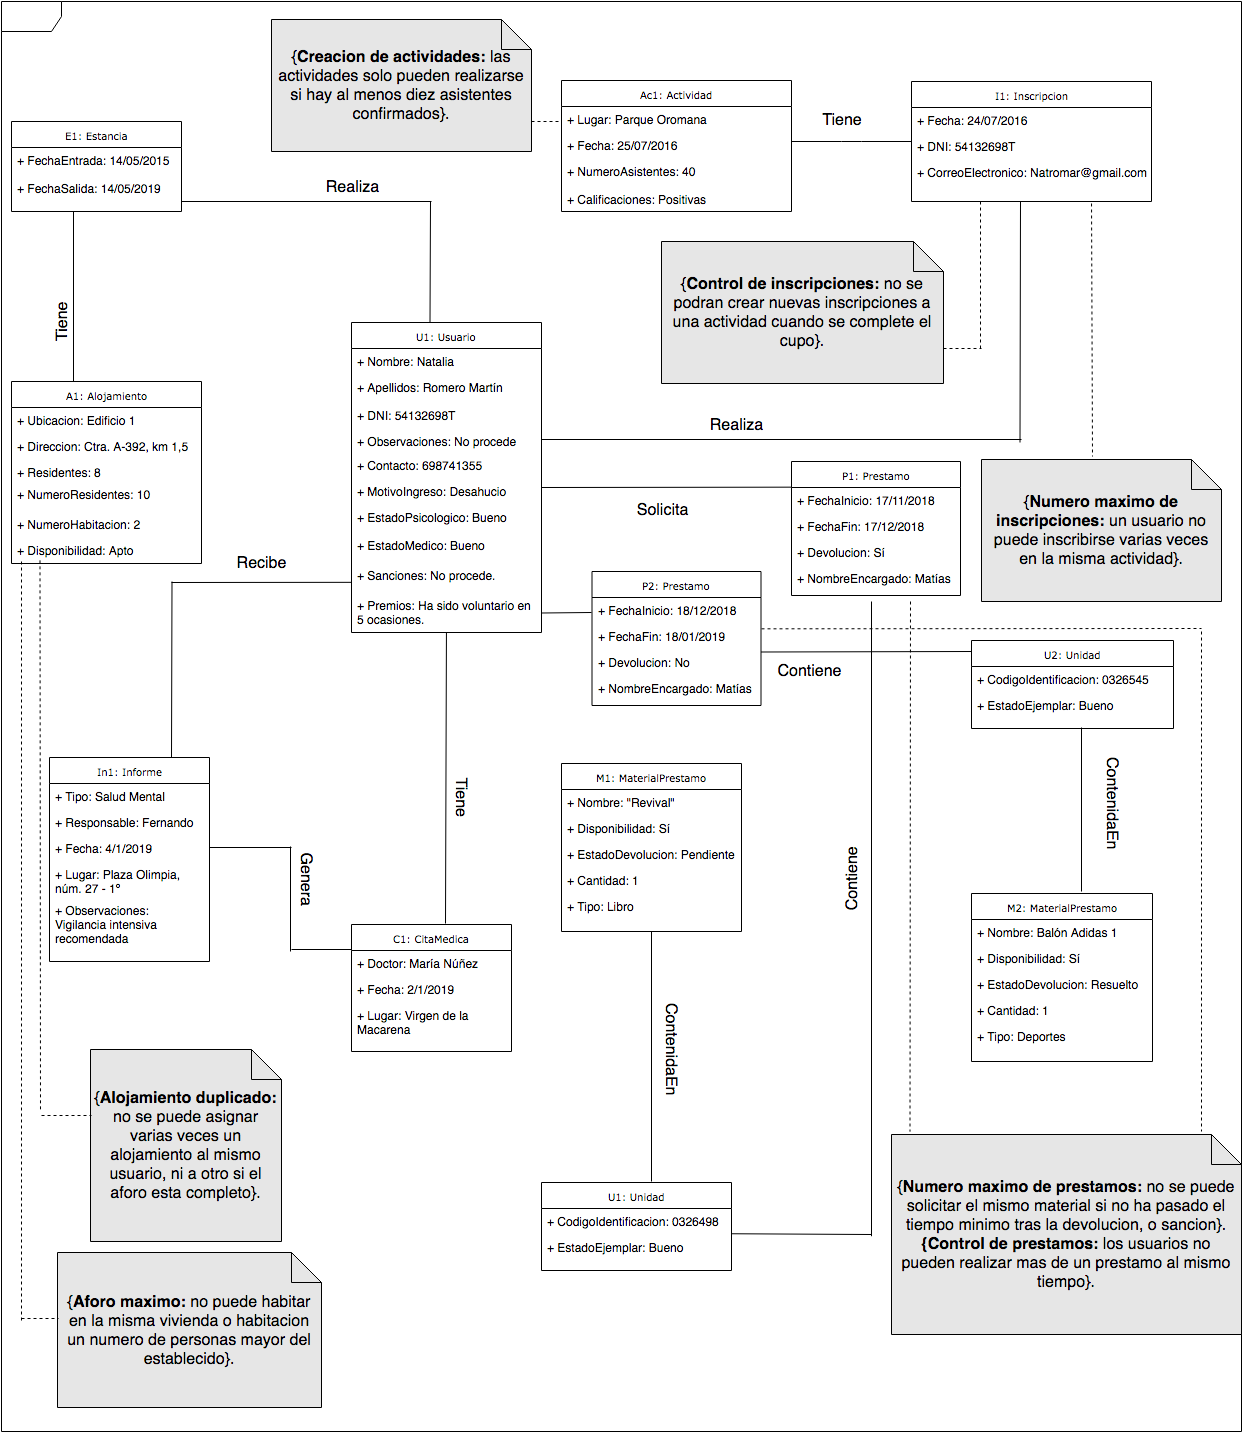 {Creacion de actividades: las
actividades solo pueden realizarse
si hay al menos diez asistentes
confirmados}.
Ac1: Actividad
+ Lugar: Parque Oromana
+ Fecha: 25/07/2016
+ NumeroAsistentes: 40
+ Calificaciones: Positivas
Tiene
I1: Inscripcion
+ Fecha: 24/07/2016
+ DNI: 54132698T
+ CorreoElectronico: Natromar@gmail.com
E1: Estancia
+ FechaEntrada: 14/05/2015
+ FechaSalida: 14/05/2019
Realiza
{Control de inscripciones: no se
podran crear nuevas inscripciones a
una actividad cuando se complete el
cupo}.
Tiene
U1: Usuario
+ Nombre: Natalia
+ Apellidos: Romero Martín
+ DNI: 54132698T
+ Observaciones: No procede
+ Contacto: 698741355
+ MotivoIngreso: Desahucio
+ EstadoPsicologico: Bueno
+ EstadoMedico: Bueno
+ Sanciones: No procede.
+ Premios: Ha sido voluntario en
5 ocasiones.
A1: Alojamiento
+ Ubicacion: Edificio 1
+ Direccion: Ctra. A-392, km 1,5
+ Residentes: 8
+ NumeroResidentes: 10
+ NumeroHabitacion: 2
+ Disponibilidad: Apto
Realiza
Solicita
P1: Prestamo
+ FechaInicio: 17/11/2018
+ FechaFin: 17/12/2018
+ Devolucion: Sí
+ NombreEncargado: Matías
{Numero maximo de
inscripciones: un usuario no
puede inscribirse varias veces
en la misma actividad}.
Recibe
P2: Prestamo
+ FechaInicio: 18/12/2018
+ FechaFin: 18/01/2019
+ Devolucion: No
+ NombreEncargado: Matías
Contiene
U2: Unidad
+ CodigoIdentificacion: 0326545
+ EstadoEjemplar: Bueno
In1: Informe
+ Tipo: Salud Mental
+ Responsable: Fernando
+ Fecha: 4/1/2019
+ Lugar: Plaza Olimpia,
núm. 27 - 1º
+ Observaciones:
Vigilancia intensiva
recomendada
Genera
Tiene
M1: MaterialPrestamo
+ Nombre: "Revival"
+ Disponibilidad: Sí
+ EstadoDevolucion: Pendiente
+ Cantidad: 1
+ Tipo: Libro
Contiene
ContenidaEn
C1: CitaMedica
+ Doctor: María Núñez
+ Fecha: 2/1/2019
+ Lugar: Virgen de la
Macarena
M2: MaterialPrestamo
+ Nombre: Balón Adidas 1
+ Disponibilidad: Sí
+ EstadoDevolucion: Resuelto
+ Cantidad: 1
+ Tipo: Deportes
ContenidaEn
{Alojamiento duplicado:
no se puede asignar
varias veces un
alojamiento al mismo
usuario, ni a otro si el
aforo esta completo}.
U1: Unidad
+ CodigoIdentificacion: 0326498
+ EstadoEjemplar: Bueno
{Numero maximo de prestamos: no se puede
solicitar el mismo material si no ha pasado el
tiempo minimo tras la devolucion, o sancion}.
{Control de prestamos: los usuarios no
pueden realizar mas de un prestamo al mismo
tiempo}.
{Aforo maximo: no puede habitar
en la misma vivienda o habitacion
un numero de personas mayor del
establecido}.